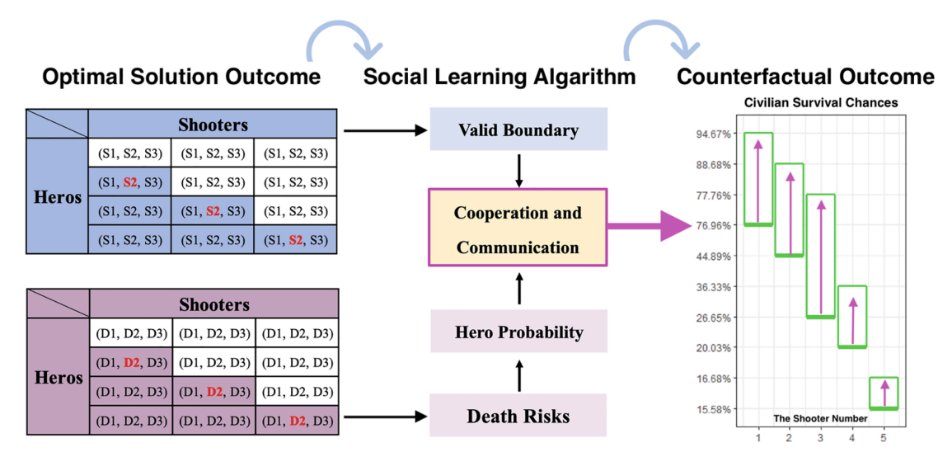 Optimal Solution Outcome
Social Learning Algarithm
Counterfactual Outcome
Shooters
Heros
(S1, S2, S3) (S1, S2, S3) (S1, S2, S3)
(S1, S2, S3) (S1, S2, S3) (S1, S2, S3)
(S1, S2, S3) (S1, S2, S3) (S1, S2, S3)
(S1, S2, S3) (S1, S2, S3) (S1, S2, S3)
Shooters
Heros
(D1, D2, D3) (D1, D2, D3) (D1, D2, D3)
(D1, D2, D3) (D1, D2, D3) (D1, D2, D3)
(D1, D2, D3) (D1, D2, D3) (D1, D2, D3)
(D1, D2, D3) (D1, D2, D3) (D1, D2, D3)
Valid Boundary
Cooperation and
Communication
Hero Probability
Death Risks
Civilian Survival Chances
94.67%
88.68%
77.76%
76.96%
44.89%
36.33%
26.65%
20.03%
16.68%
15.58%
The Shooter Number
1 2 3 4 5